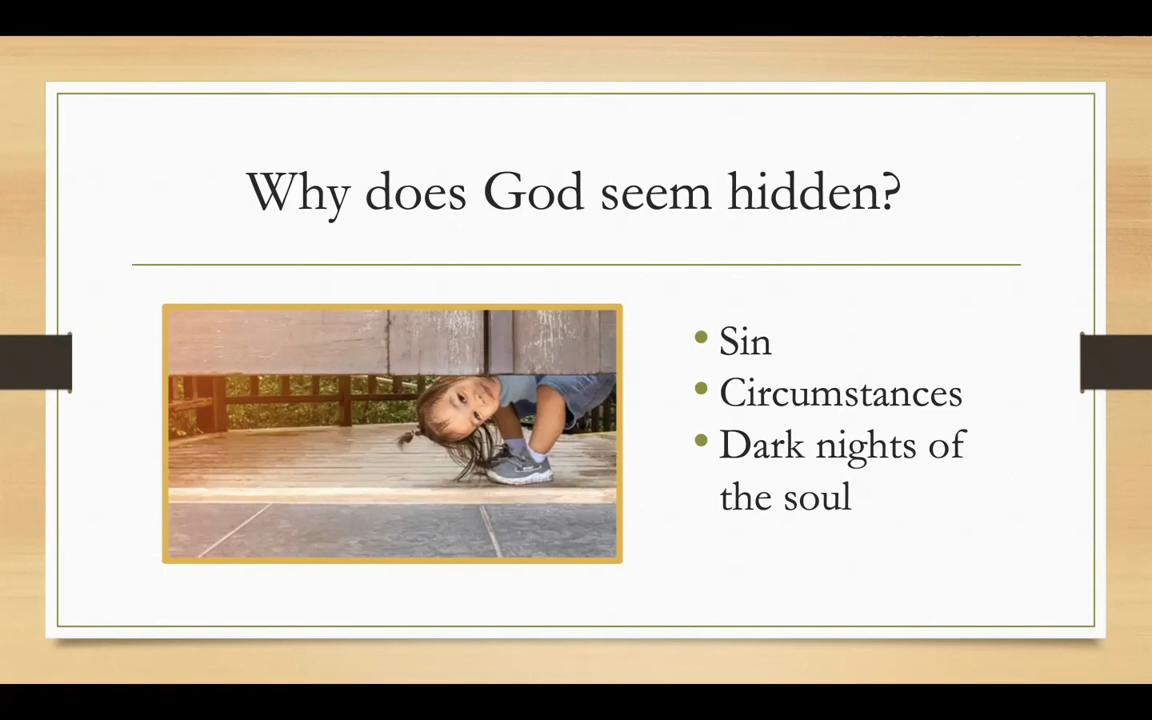 Why does God seem hidden?
Sin
Circumstances
Dark nights of
the soul